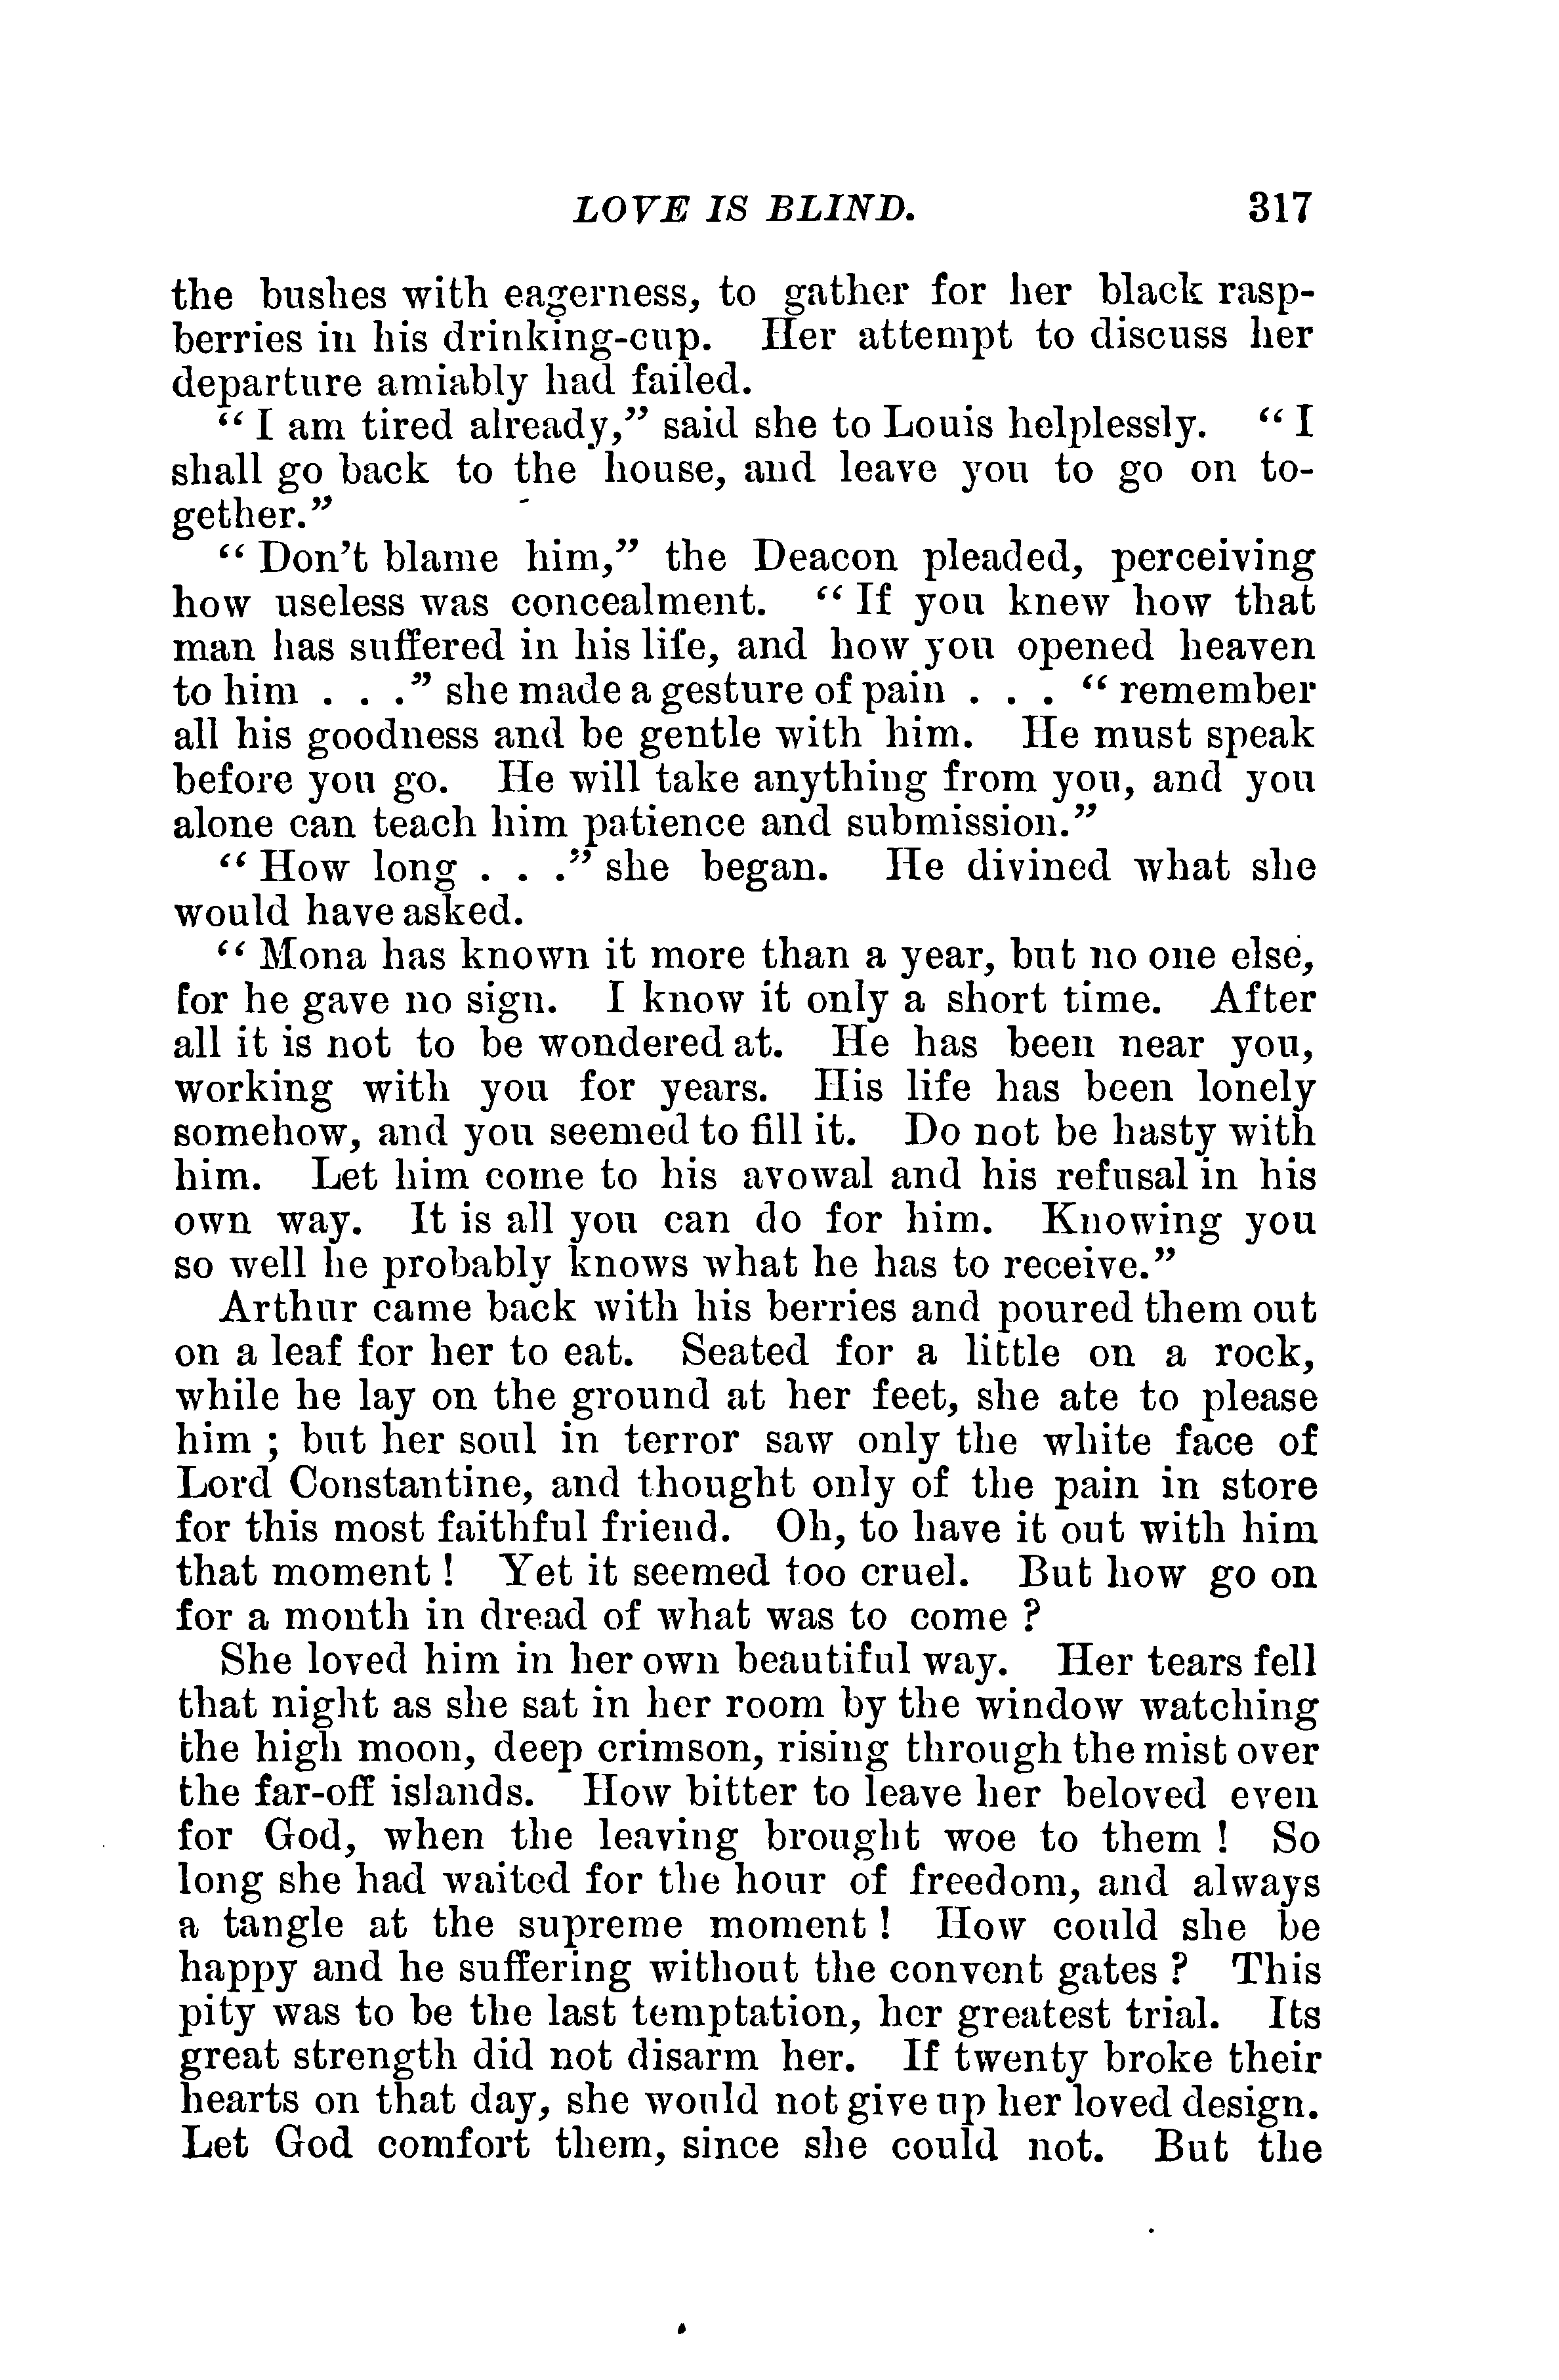 LOVE IS BLIND. 317
the bushes with eagerness, to gather for her black rasp-
berries in his drinking-cup. Her attempt to discuss her
departure amiably had failed.
“ I am tired already,” said she to Louis helplessly. “ I
shall go back to the house, and leave you to go on to-
gether.”
“ Don’t blame him,” the Deacon pleaded, perceiving
how useless was concealment. “ If you knew how that
man has suffered in his life, and how you opened heaven
to him . . .” she made a gesture of pain . . . “ remember
all his goodness and be gentle with him. He must speak
before you go. He will take anything from you, and you
alone can teach him patience and submission.”
“ How long . . .” she began. He divined what she
would have asked.
“ Mona has known it more than a year, but no one else,
for he gave no sign. I know it only a short time. After
all it is not to be wondered at. He has been near you,
working with you for years. His life has been lonely
somehow, and you seemed to fill it. Do not be hasty with
him. Let him come to his avowal and his refusal in his
own way. It is all you can do for him. Knowing you
so well he probably knows what he has to receive.”
Arthur came back with his berries and poured them out
on a leaf for her to eat. Seated for a little on a rock,
while he lay on the ground at her feet, she ate to please
him ; but her soul in terror saw only the white face of
Lord Constantine, and thought only of the pain in store
for this most faithful friend. Oh, to have it out with him
that moment ! Yet it seemed too cruel. But how go on
for a month in dread of what was to come ?
She loved him in her own beautiful way. Her tears fell
that night as she sat in her room by the window watching
the high moon, deep crimson, rising through the mist over
the far-off islands. How bitter to leave her beloved even
for God, when the leaving brought woe to them ! So
long she had waited for the hour of freedom, and always
a tangle at the supreme moment ! How could she be
happy and he suffering without the convent gates ? This
pity was to be the last temptation, her greatest trial. Its
great strength did not disarm her. If twenty broke their
hearts on that day, she would not give up her loved design.
Let God comfort them, since she could not. But the